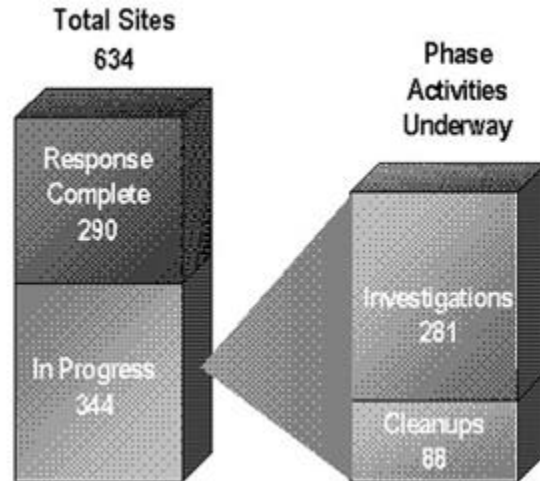 Total Sites
634
Response
Complete
290
In Progress
344
Phase
Activities
Underway
Investigations
281
Cleanups
88